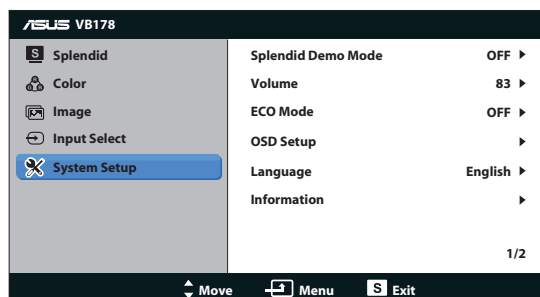 ASUS VB178
S Splendid
Color
Image
Input Select
System Setup
Splendid Demo Mode OFF
Volume 83
ECO Mode OFF
OSD Setup
Language English
Information
1/2
Move Menu S Exit